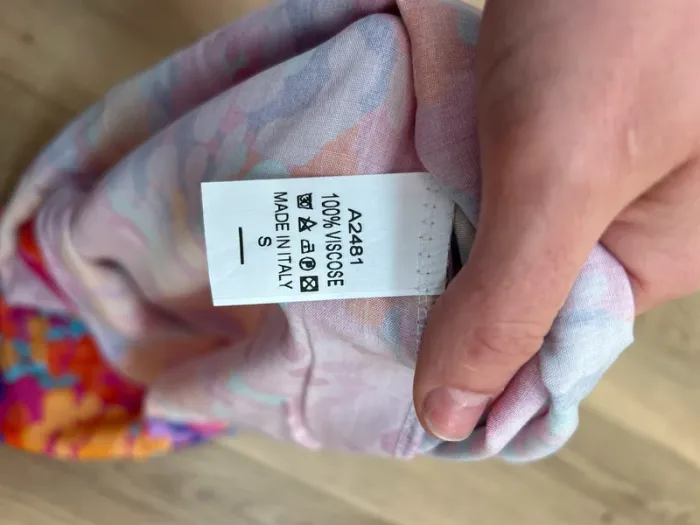 A2481
100% VISCOSE
MADE IN ITALY
S